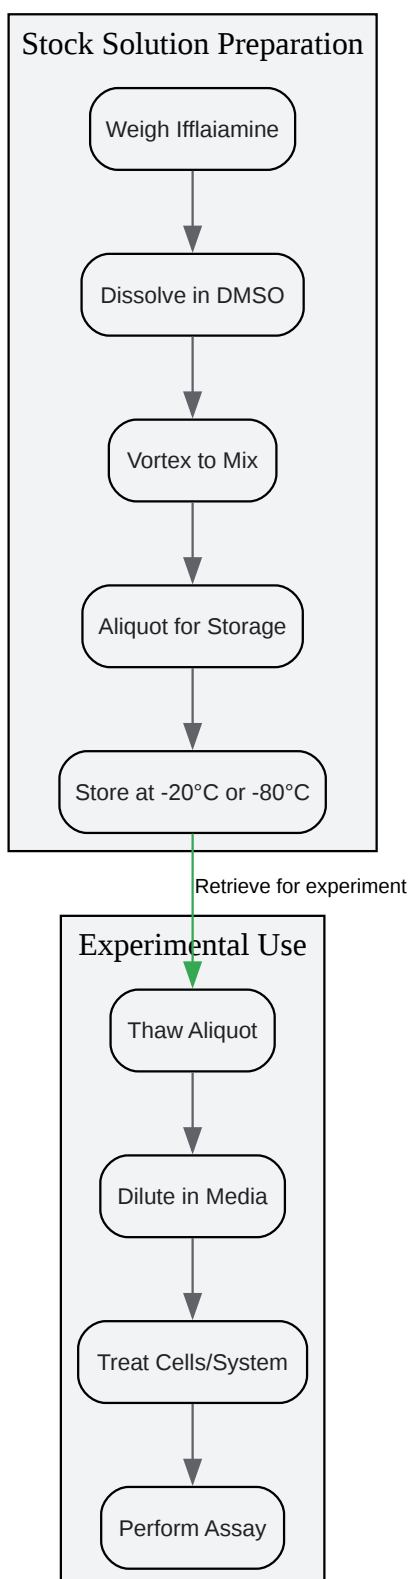 Stock Solution Preparation
Weigh Ifflaiamine
Dissolve in DMSO
Vortex to Mix
Aliquot for Storage
Store at -20°C or -80°C
Retrieve for experiment
Experimental Use
Thaw Aliquot
Dilute in Media
Treat Cells/System
Perform Assay